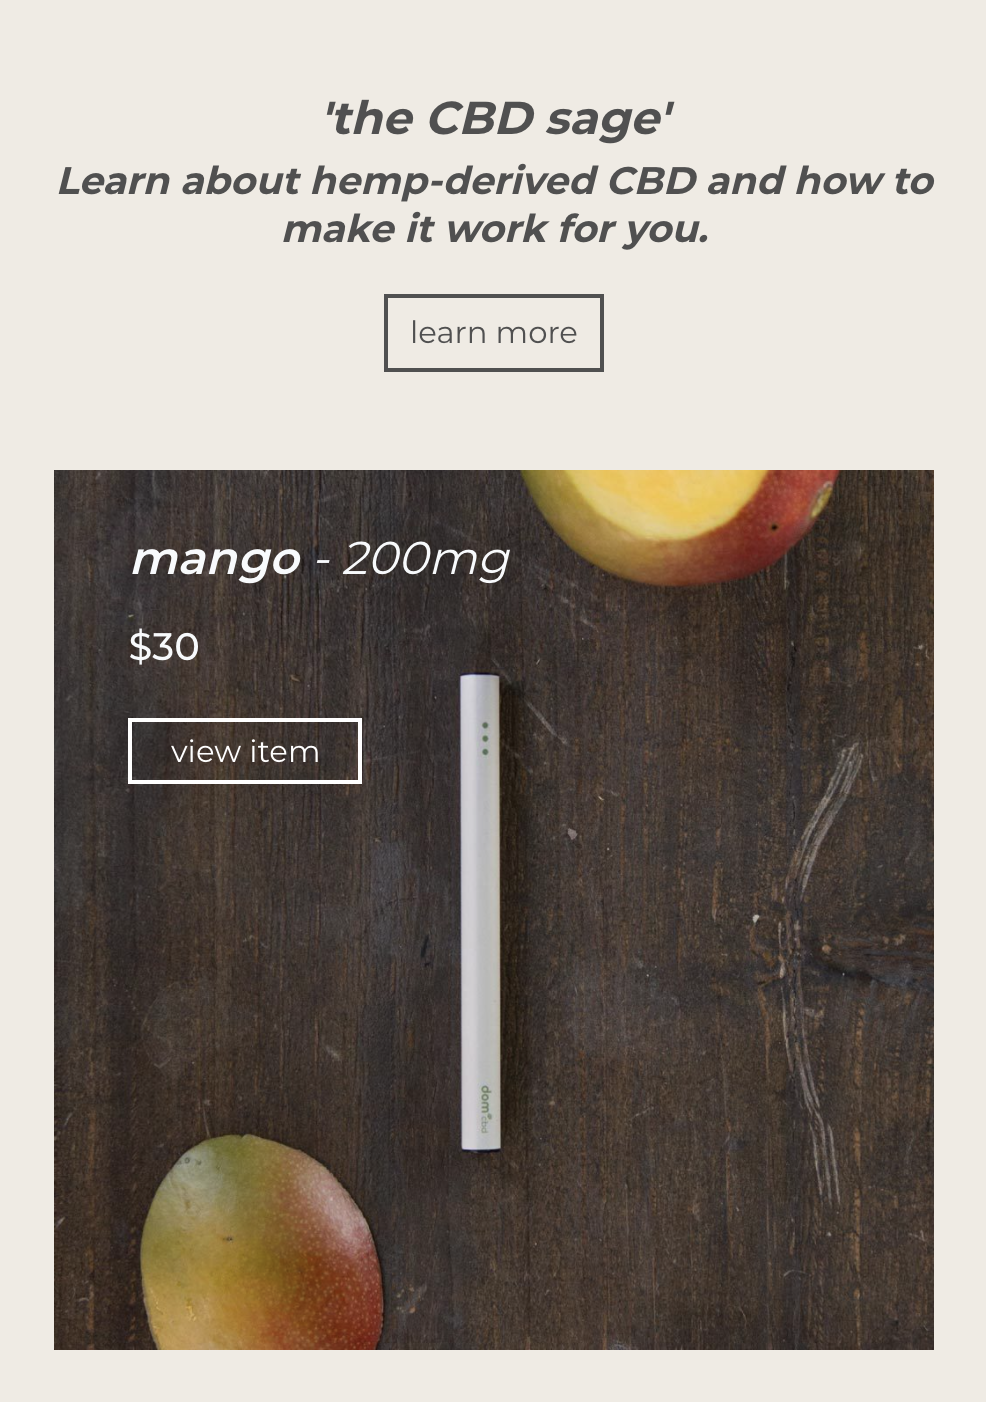 'the CBD sage'
Learn about hemp-derived CBD and how to
make it work for you.
learn more
mango - 200mg
$30
view item
dom® cbd